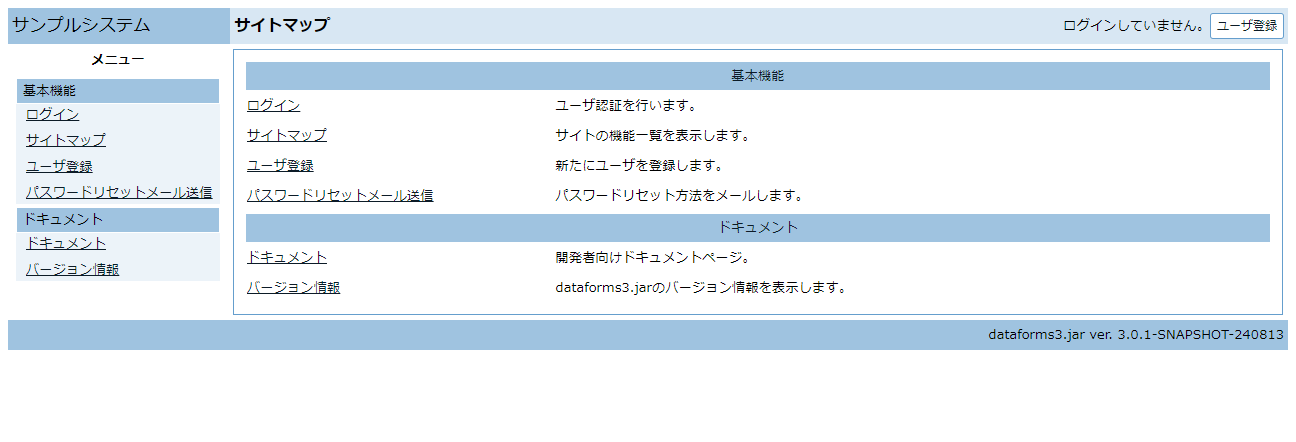 サンプルシステム
サイトマップ
ログインしていません。 ユーザ登録
メニュー
基本機能
ログイン
サイトマップ
ユーザ登録
パスワードリセットメール送信
ドキュメント
ドキュメント
バージョン情報
基本機能
ログイン ユーザ認証を行います。
サイトマップ サイトの機能一覧を表示します。
ユーザ登録 新たにユーザを登録します。
パスワードリセットメール送信 パスワードリセット方法をメールします。
ドキュメント
ドキュメント 開発者向けドキュメントページ。
バージョン情報 dataforms3.jarのバージョン情報を表示します。
dataforms3.jar ver. 3.0.1-SNAPSHOT-240813